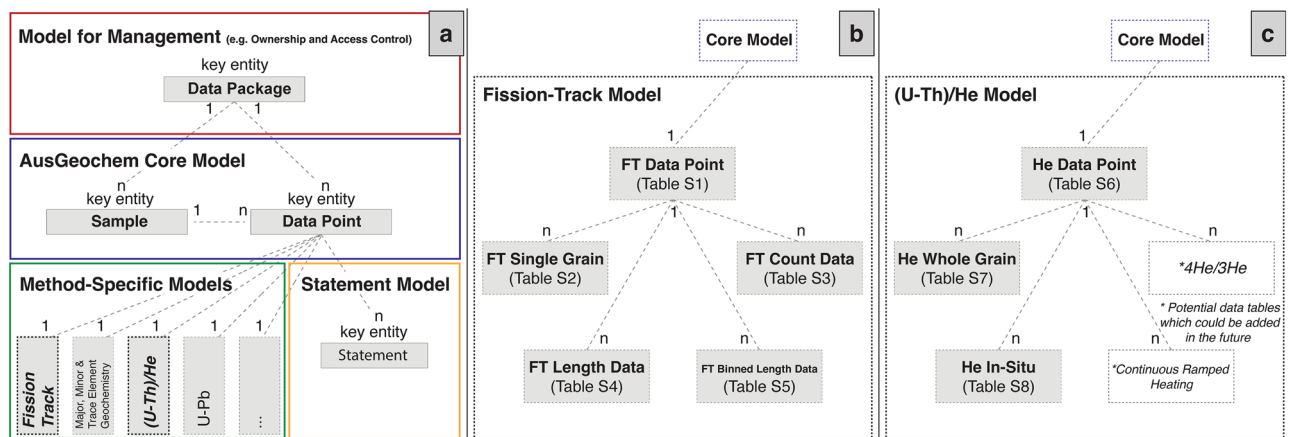 a
Model for Management (e.g. Ownership and Access Control)
key entity
Data Package
1
1
AusGeochem Core Model
n
key entity
Sample
1
n
n
key entity
Data Point
Method-Specific Models
1
1
1
1
1
Fission
Track
Major, Minor &
Trace Element
Geochemistry
(U-Th)/He
U-Pb
...
Statement Model
n
key entity
Statement
b
Core Model
Fission-Track Model
1
FT Data Point
(Table S1)
1
n
FT Single Grain
(Table S2)
n
FT Count Data
(Table S3)
n
FT Length Data
(Table S4)
n
FT Binned Length Data
(Table S5)
c
Core Model
(U-Th)/He Model
1
He Data Point
(Table S6)
1
n
He Whole Grain
(Table S7)
n
*4He/3He
* Potential data tables
which could be added
in the future
n
He In-Situ
(Table S8)
n
*Continuous Ramped
Heating